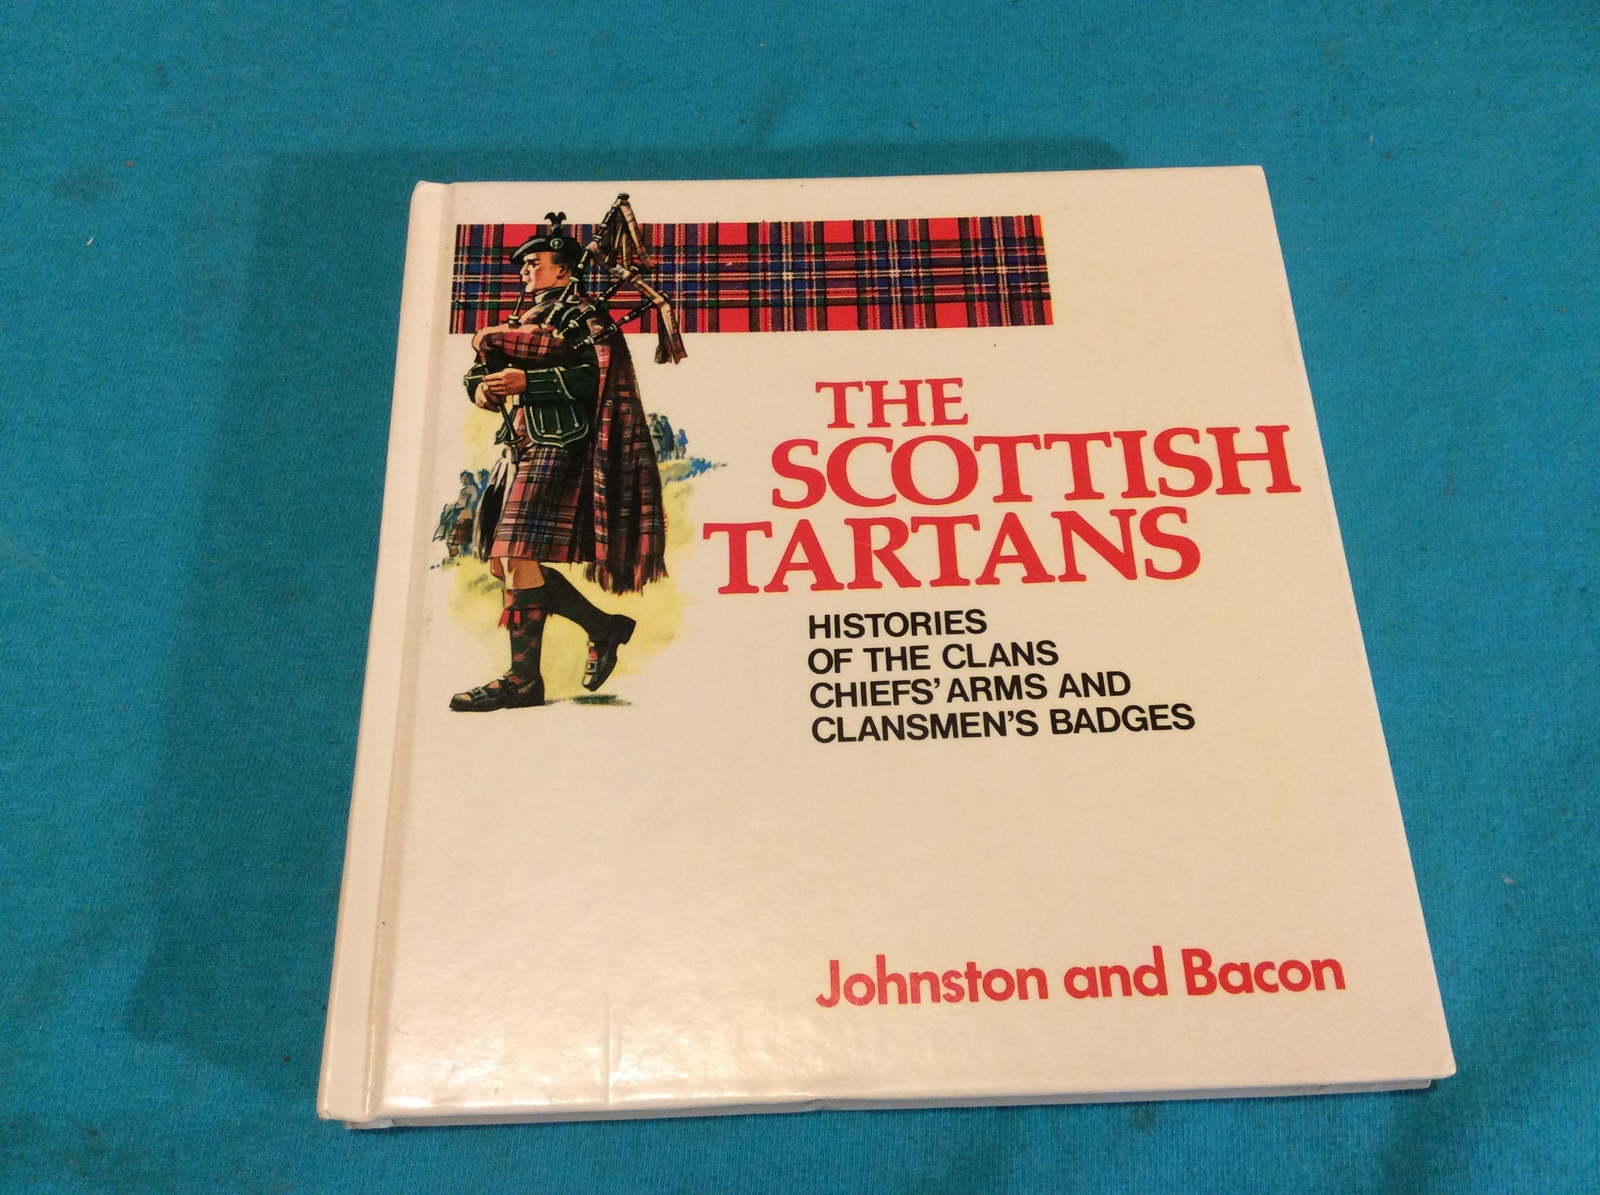 THE
SCOTTISH
TARTANS
HISTORIES
OF THE CLANS
CHIEFS' ARMS AND
CLANSMEN'S BADGES
Johnston and Bacon